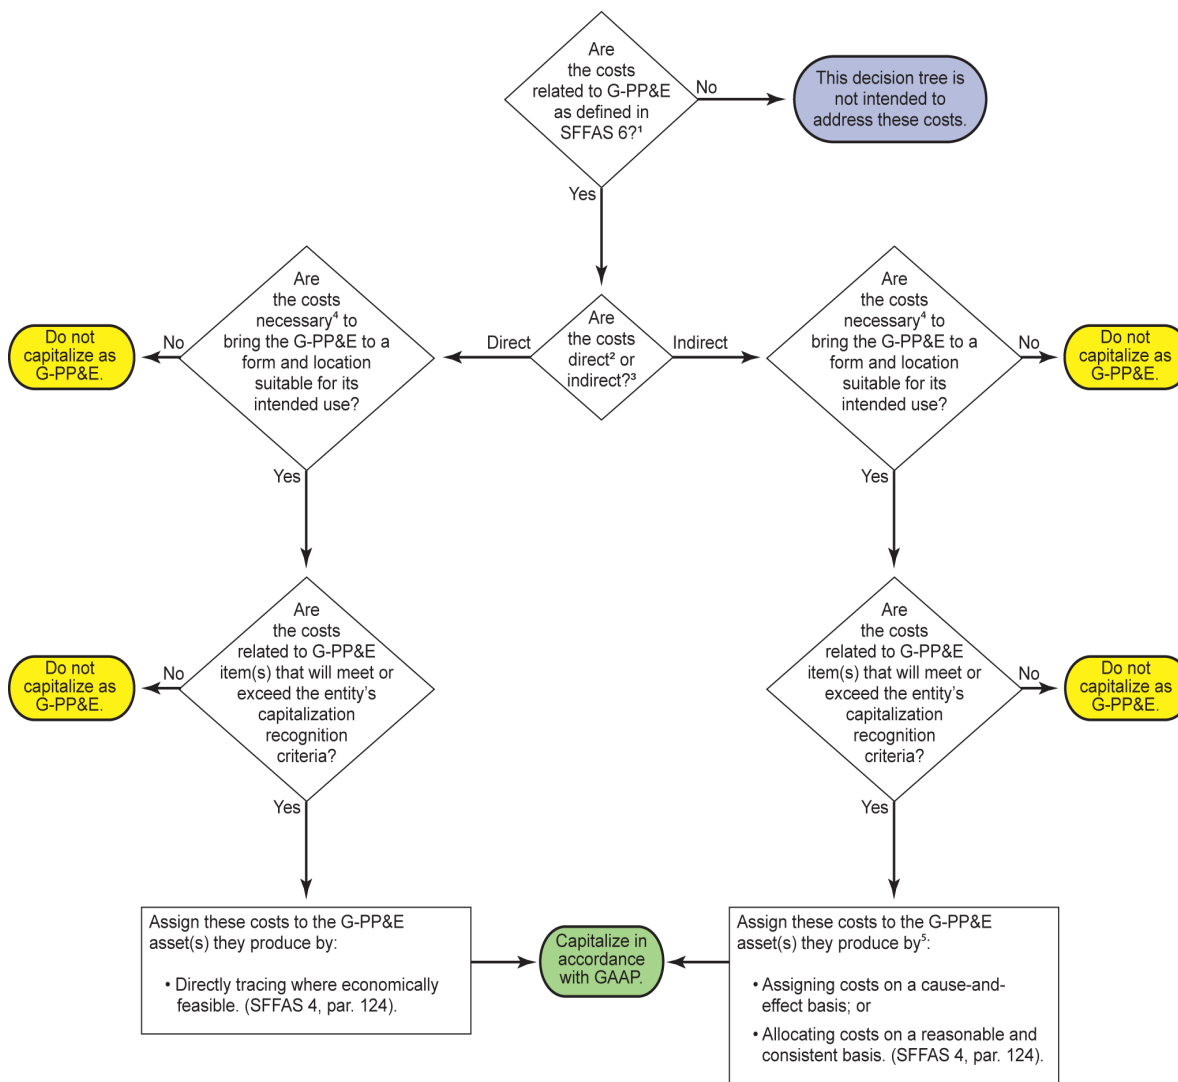 Are
the costs
related to G-PP&E
as defined in
SFFAS 6?¹
No
This decision tree is
not intended to
address these costs.
Yes
Are
the costs
direct² or
indirect?³
Direct
Indirect
Are
the costs
necessary⁴ to
bring the G-PP&E to a
form and location
suitable for its
intended use?
No
Do not
capitalize as
G-PP&E.
Yes
Are
the costs
necessary⁴ to
bring the G-PP&E to a
form and location
suitable for its
intended use?
No
Do not
capitalize as
G-PP&E.
Yes
Are
the costs
related to G-PP&E
item(s) that will meet or
exceed the entity’s
capitalization
recognition
criteria?
No
Do not
capitalize as
G-PP&E.
Yes
Are
the costs
related to G-PP&E
item(s) that will meet or
exceed the entity’s
capitalization
recognition
criteria?
No
Do not
capitalize as
G-PP&E.
Yes
Assign these costs to the G-PP&E
asset(s) they produce by:
• Directly tracing where economically
feasible. (SFFAS 4, par. 124).
Capitalize in
accordance
with GAAP.
Assign these costs to the G-PP&E
asset(s) they produce by⁵:
• Assigning costs on a cause-and-
effect basis; or
• Allocating costs on a reasonable and
consistent basis. (SFFAS 4, par. 124).